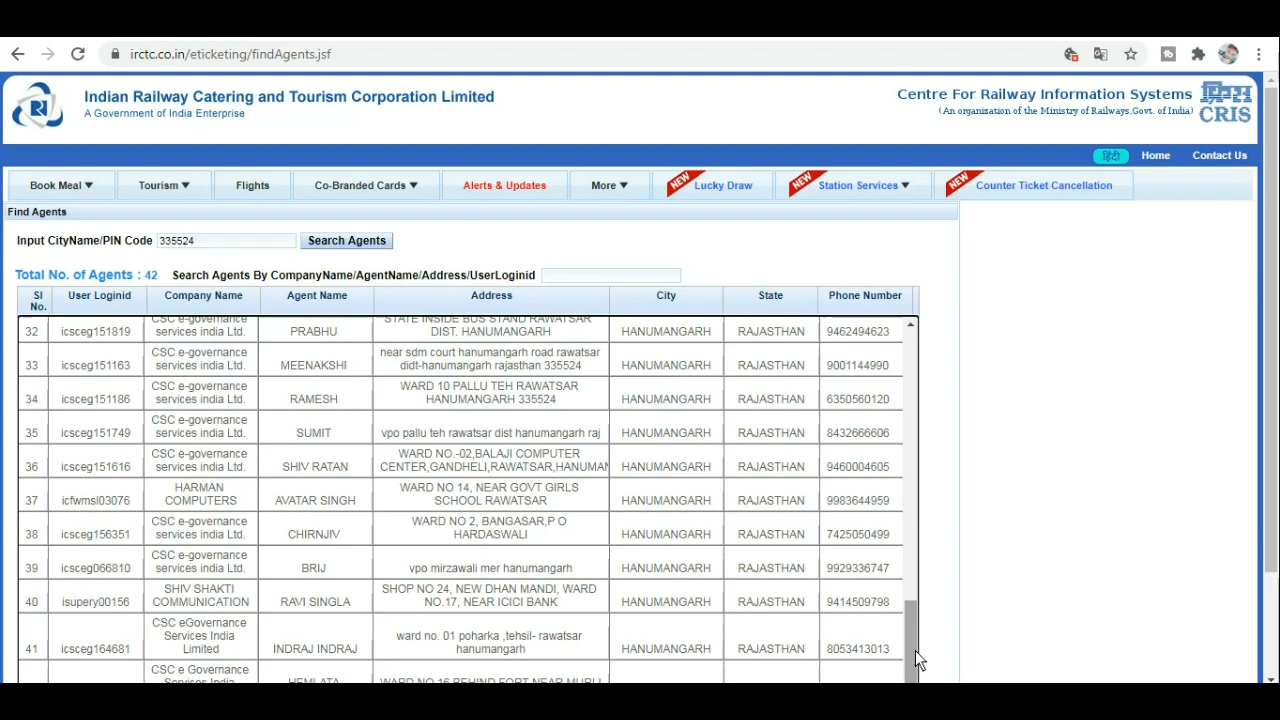 irctc.co.in/eticketing/findAgents.jsf
Indian Railway Catering and Tourism Corporation Limited
A Government of India Enterprise
Centre For Railway Information Systems
(An organization of the Ministry of Railways,Govt. of India)
क्रिस
CRIS
हिंदी Home Contact Us
Book Meal ▼ Tourism ▼ Flights Co-Branded Cards ▼ Alerts & Updates More ▼ NEW Lucky Draw NEW Station Services ▼ NEW Counter Ticket Cancellation
Find Agents
Input CityName/PIN Code 335524 Search Agents
Total No. of Agents : 42 Search Agents By CompanyName/AgentName/Address/UserLoginid
Sl No. User Loginid Company Name Agent Name Address City State Phone Number
32 icsceg151819 CSC e-governance services india Ltd. PRABHU STATE INSIDE BUS STAND RAWATSAR DIST. HANUMANGARH HANUMANGARH RAJASTHAN 9462494623
33 icsceg151163 CSC e-governance services india Ltd. MEENAKSHI near sdm court hanumangarh road rawatsar didt-hanumangarh rajasthan 335524 HANUMANGARH RAJASTHAN 9001144990
34 icsceg151186 CSC e-governance services india Ltd. RAMESH WARD 10 PALLU TEH RAWATSAR HANUMANGARH 335524 HANUMANGARH RAJASTHAN 6350560120
35 icsceg151749 CSC e-governance services india Ltd. SUMIT vpo pallu teh rawatsar dist hanumangarh raj HANUMANGARH RAJASTHAN 8432666606
36 icsceg151616 CSC e-governance services india Ltd. SHIV RATAN WARD NO.-02,BALAJI COMPUTER CENTER,GANDHELI,RAWATSAR,HANUMAN HANUMANGARH RAJASTHAN 9460004605
37 icfwmsl03076 HARMAN COMPUTERS AVATAR SINGH WARD NO 14, NEAR GOVT GIRLS SCHOOL RAWATSAR HANUMANGARH RAJASTHAN 9983644959
38 icsceg156351 CSC e-governance services india Ltd. CHIRNJIV WARD NO 2, BANGASAR,P O HARDASWALI HANUMANGARH RAJASTHAN 7425050499
39 icsceg066810 CSC e-governance services india Ltd. BRIJ vpo mirzawali mer hanumangarh HANUMANGARH RAJASTHAN 9929336747
40 isupery00156 SHIV SHAKTI COMMUNICATION RAVI SINGLA SHOP NO 24, NEW DHAN MANDI, WARD NO.17, NEAR ICICI BANK HANUMANGARH RAJASTHAN 9414509798
41 icsceg164681 CSC eGovernance Services India Limited INDRAJ INDRAJ ward no. 01 poharka ,tehsil- rawatsar hanumangarh HANUMANGARH RAJASTHAN 8053413013
CSC e Governance Services India HEMLATA WARD NO 16 BEHIND FORT NEAR MURLI